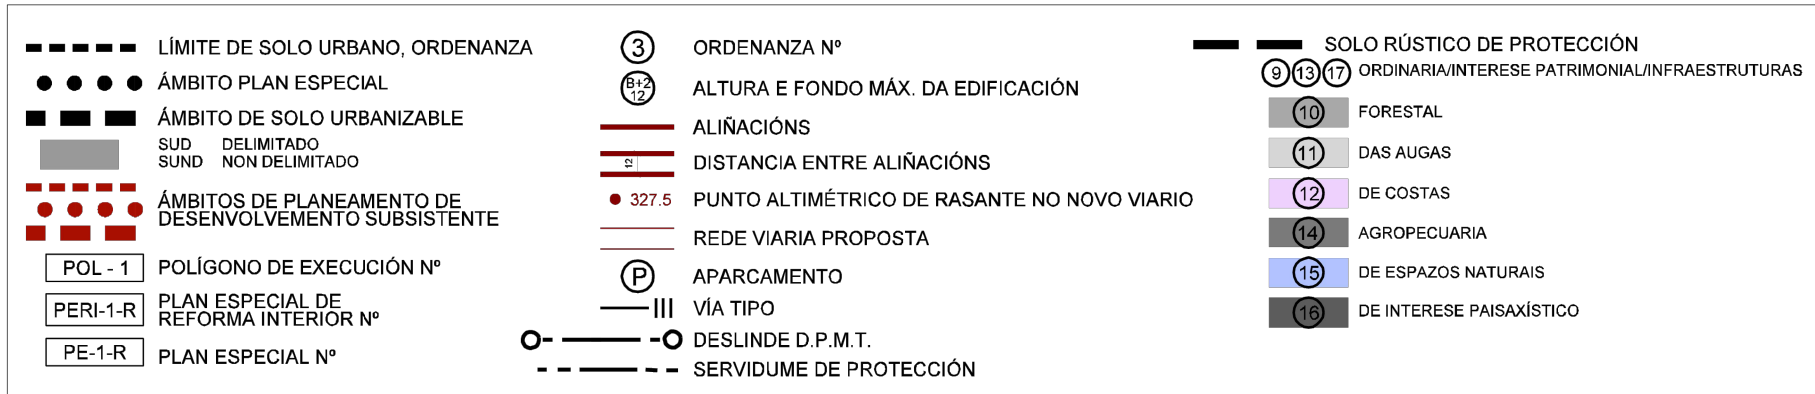 LÍMITE DE SOLO URBANO, ORDENANZA
ÁMBITO PLAN ESPECIAL
ÁMBITO DE SOLO URBANIZABLE
SUD DELIMITADO
SUND NON DELIMITADO
ÁMBITOS DE PLANEAMENTO DE
DESENVOLVEMENTO SUBSISTENTE
POL - 1 POLÍGONO DE EXECUCIÓN Nº
PERI-1-R PLAN ESPECIAL DE
REFORMA INTERIOR Nº
PE-1-R PLAN ESPECIAL Nº
3 ORDENANZA Nº
B+2
12
ALTURA E FONDO MÁX. DA EDIFICACIÓN
ALIÑACIÓNS
12 DISTANCIA ENTRE ALIÑACIÓNS
327.5 PUNTO ALTIMÉTRICO DE RASANTE NO NOVO VIARIO
REDE VIARIA PROPOSTA
P APARCAMENTO
VÍA TIPO
DESLINDE D.P.M.T.
SERVIDUME DE PROTECCIÓN
SOLO RÚSTICO DE PROTECCIÓN
9 13 17 ORDINARIA/INTERESE PATRIMONIAL/INFRAESTRUTURAS
10 FORESTAL
11 DAS AUGAS
12 DE COSTAS
14 AGROPECUARIA
15 DE ESPAZOS NATURAIS
16 DE INTERESE PAISAXÍSTICO